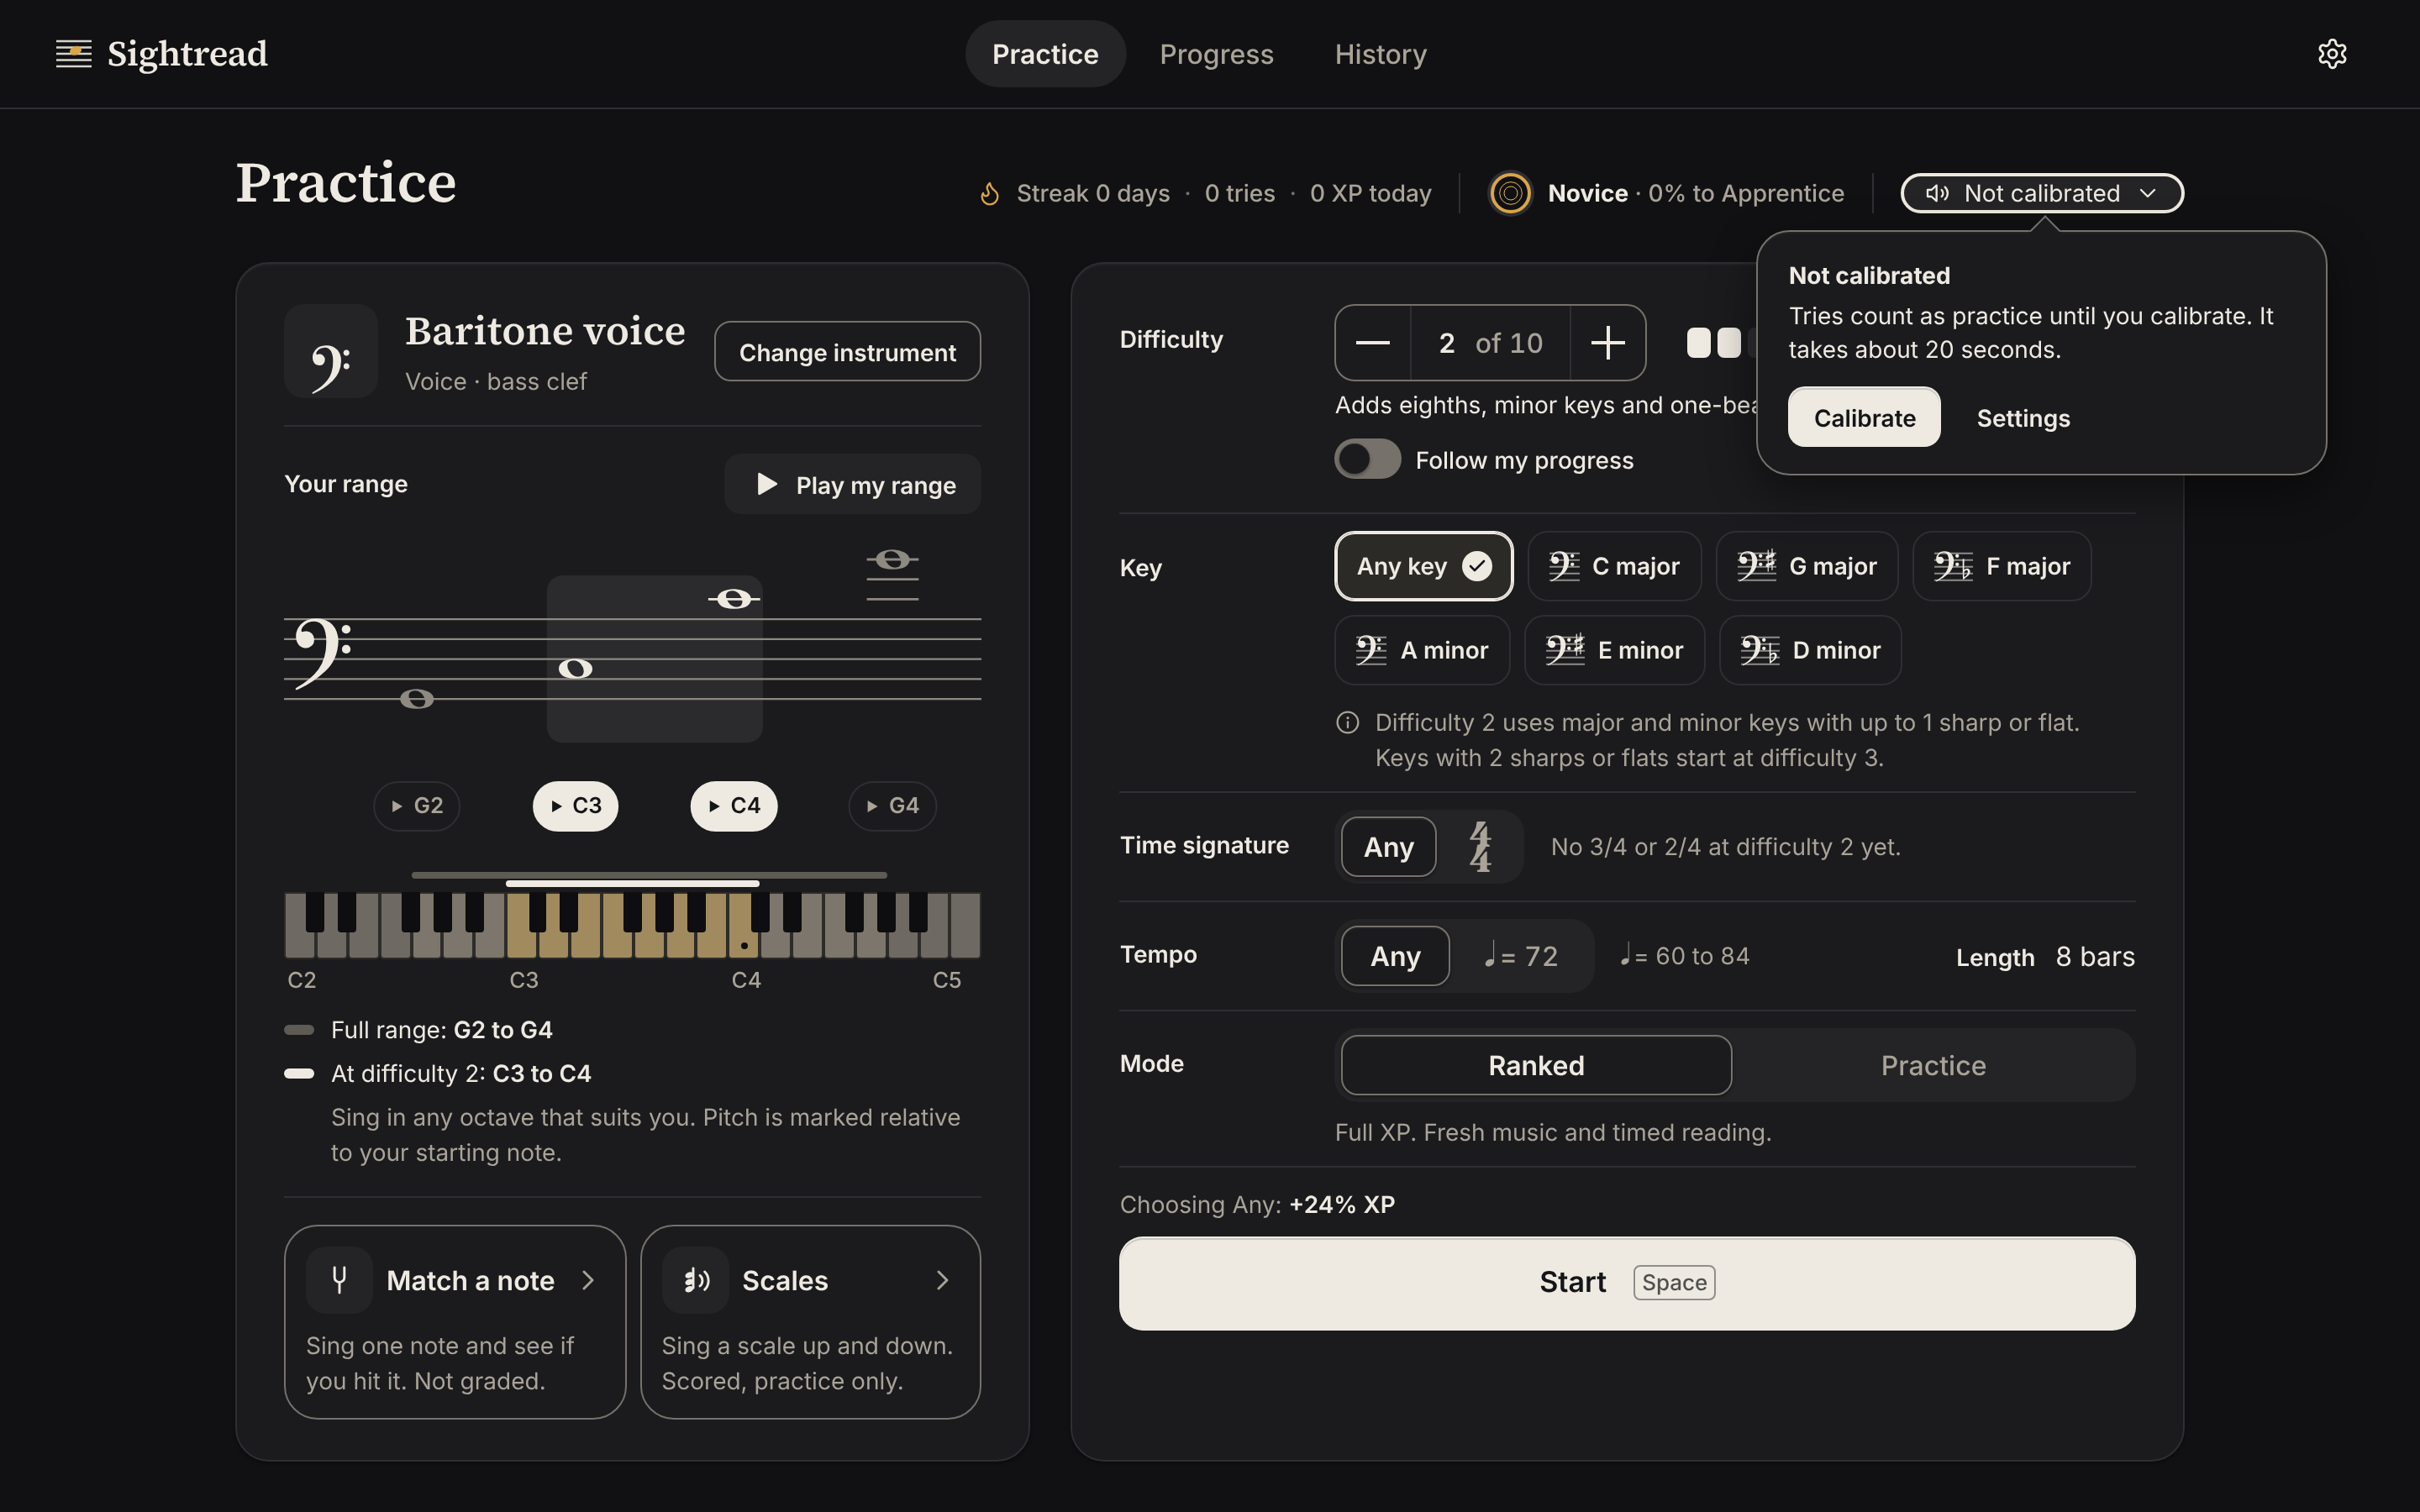 Sightread
Practice
Progress
History
Practice
Streak 0 days · 0 tries · 0 XP today
Novice · 0% to Apprentice
Not calibrated
Not calibrated
Tries count as practice until you calibrate. It
takes about 20 seconds.
Calibrate
Settings
Baritone voice
Voice · bass clef
Change instrument
Your range
Play my range
G2
C3
C4
G4
C2
C3
C4
C5
Full range: G2 to G4
At difficulty 2: C3 to C4
Sing in any octave that suits you. Pitch is marked relative
to your starting note.
Match a note
Sing one note and see if
you hit it. Not graded.
Scales
Sing a scale up and down.
Scored, practice only.
Difficulty
2 of 10
Adds eighths, minor keys and
Follow my progress
Key
Any key
C major
G major
F major
A minor
E minor
D minor
Difficulty 2 uses major and minor keys with up to 1 sharp or flat.
Keys with 2 sharps or flats start at difficulty 3.
Time signature
Any
4
4
No 3/4 or 2/4 at difficulty 2 yet.
Tempo
Any
= 72
= 60 to 84
Length 8 bars
Mode
Ranked
Practice
Full XP. Fresh music and timed reading.
Choosing Any: +24% XP
Start
Space